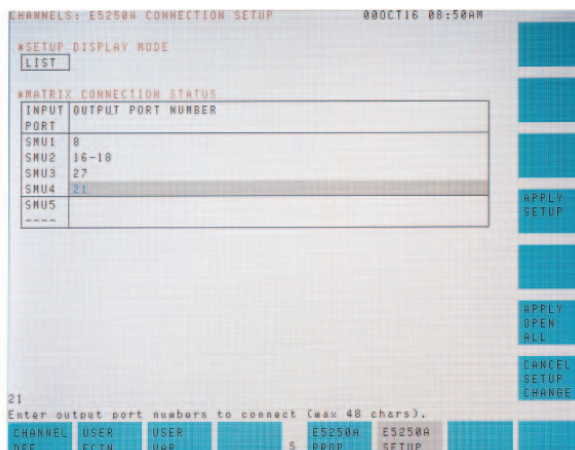 CHANNELS: E5250A CONNECTION SETUP 00OCT16 08:50AM
*SETUP DISPLAY MODE
LIST
*MATRIX CONNECTION STATUS
INPUT PORT OUTPUT PORT NUMBER
SMU1 8
SMU2 16-18
SMU3 27
SMU4 21
SMU5
----
APPLY SETUP
APPLY OPEN ALL
CANCEL SETUP CHANGE
21
Enter output port numbers to connect (max 48 chars).
CHANNEL DEF
USER FCTN
USER VAR
S
E5250A PROP
E5250A SETUP